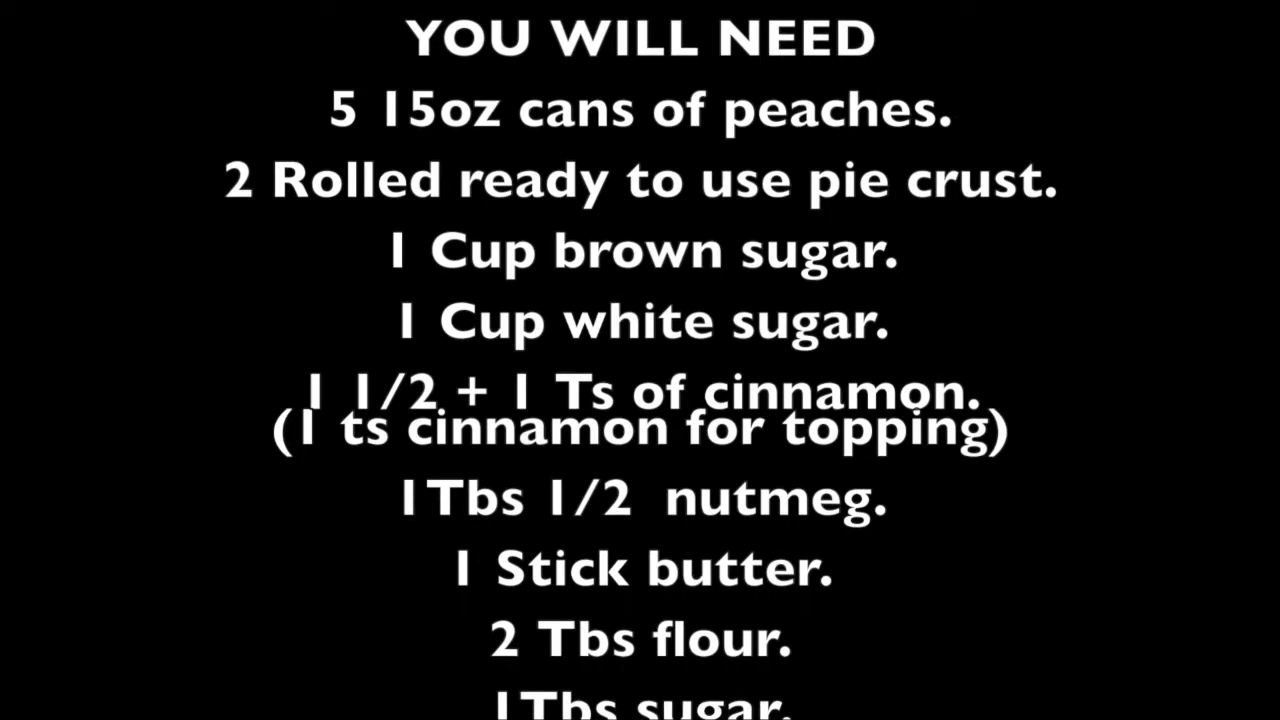 YOU WILL NEED
5 15oz cans of peaches.
2 Rolled ready to use pie crust.
1 Cup brown sugar.
1 Cup white sugar.
1 1/2 + 1 Ts of cinnamon.
(1 ts cinnamon for topping)
1Tbs 1/2 nutmeg.
1 Stick butter.
2 Tbs flour.
1Tbs sugar.